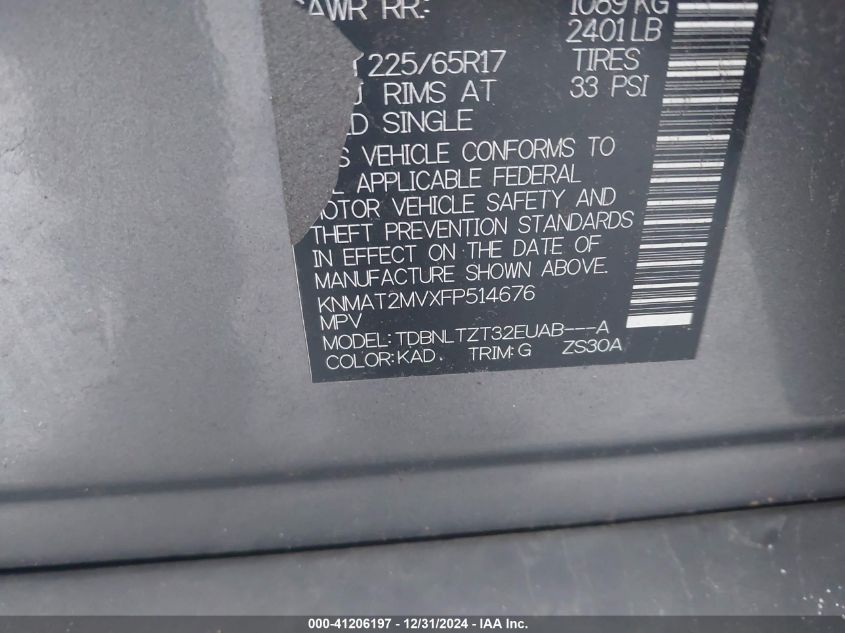 GAWR RR: 1089 KG
2401 LB
T 225/65R17 TIRES
J RIMS AT 33 PSI
LD SINGLE
S VEHICLE CONFORMS TO
L APPLICABLE FEDERAL
MOTOR VEHICLE SAFETY AND
THEFT PREVENTION STANDARDS
IN EFFECT ON THE DATE OF
MANUFACTURE SHOWN ABOVE.
KNMAT2MVXFP514676
MPV
MODEL:TDBNLTZT32EUAB---A
COLOR:KAD TRIM:G ZS30A
000-41206197 - 12/31/2024 - IAA Inc.